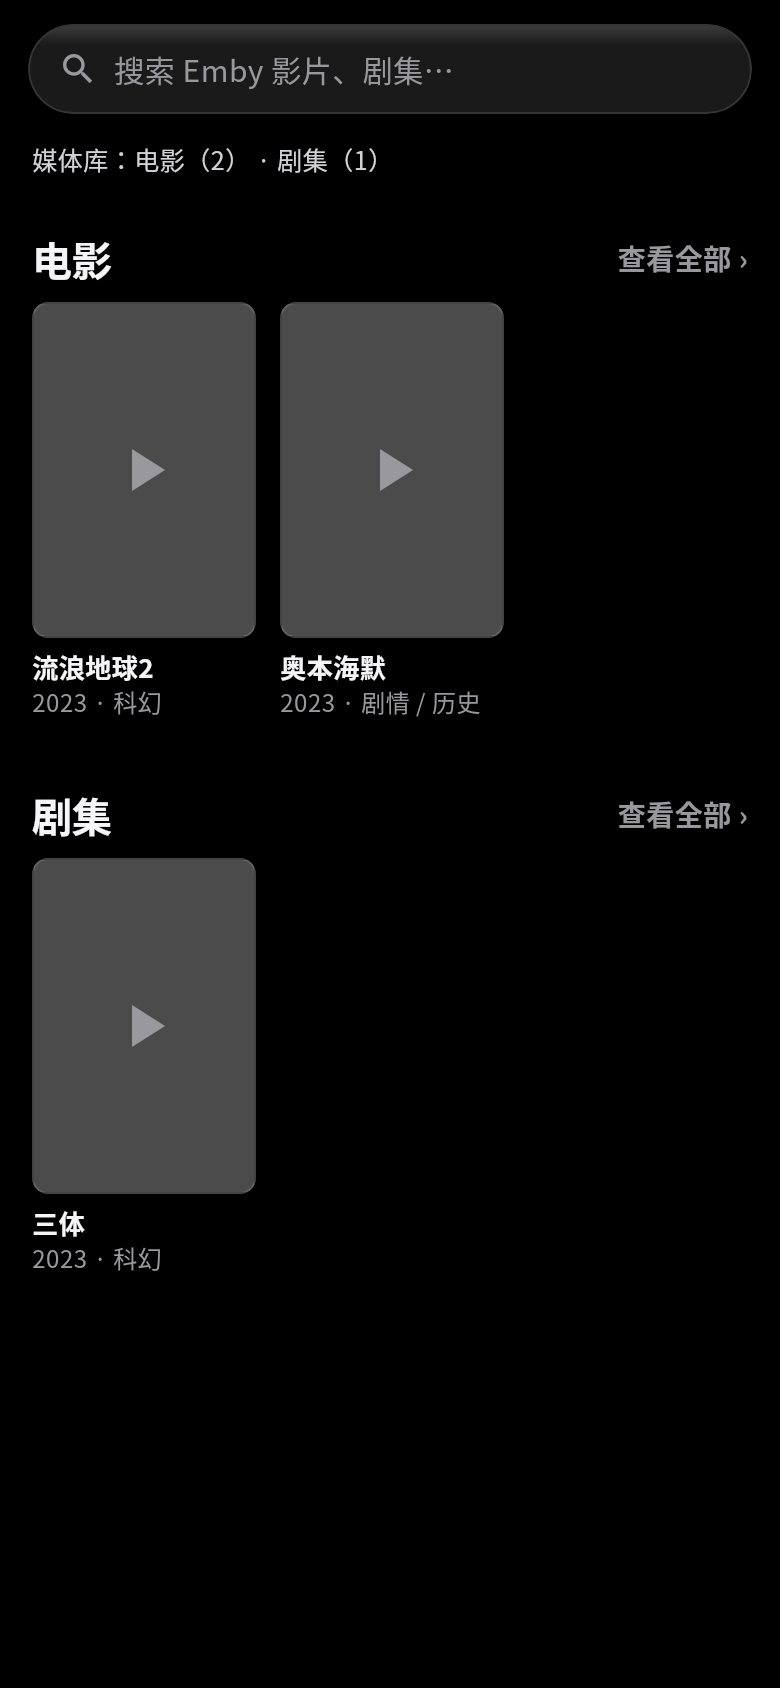 搜索 Emby 影片、剧集…
媒体库：电影（2） · 剧集（1）
电影 查看全部 ›
流浪地球2 奥本海默
2023 · 科幻 2023 · 剧情 / 历史
剧集 查看全部 ›
三体
2023 · 科幻